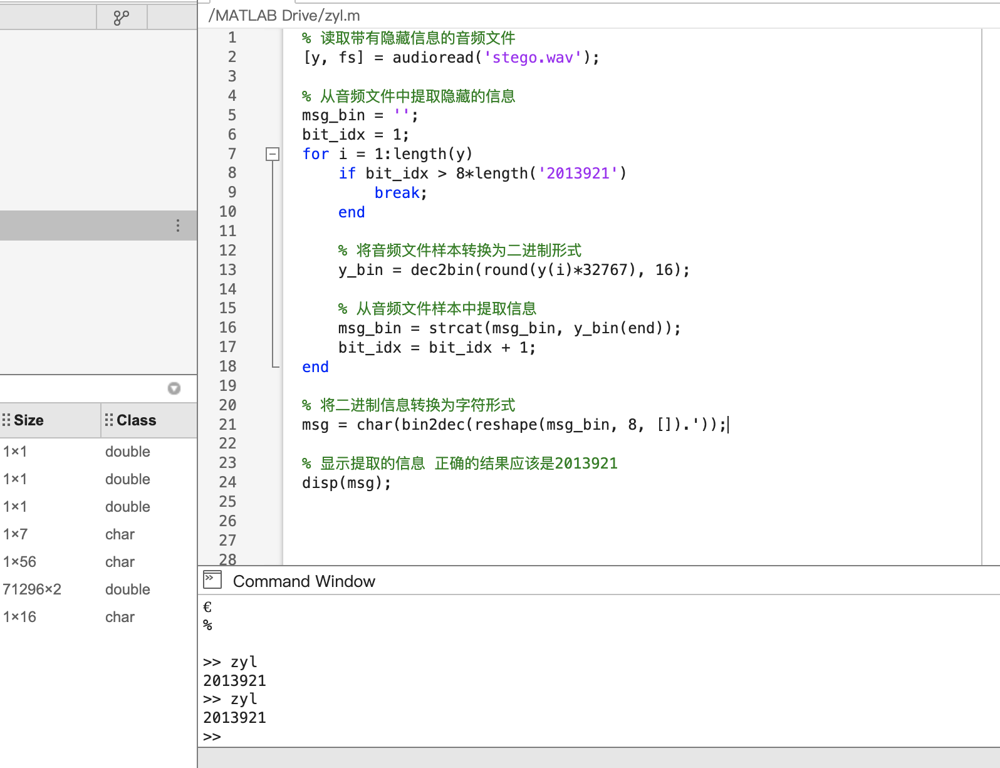 /MATLAB Drive/zyl.m
1 % 读取带有隐藏信息的音频文件
2 [y, fs] = audioread('stego.wav');
3
4 % 从音频文件中提取隐藏的信息
5 msg_bin = '';
6 bit_idx = 1;
7 for i = 1:length(y)
8 if bit_idx > 8*length('2013921')
9 break;
10 end
11
12 % 将音频文件样本转换为二进制形式
13 y_bin = dec2bin(round(y(i)*32767), 16);
14
15 % 从音频文件样本中提取信息
16 msg_bin = strcat(msg_bin, y_bin(end));
17 bit_idx = bit_idx + 1;
18 end
19
20 % 将二进制信息转换为字符形式
21 msg = char(bin2dec(reshape(msg_bin, 8, []).'));
22
23 % 显示提取的信息 正确的结果应该是2013921
24 disp(msg);
25
26
27
28
Size Class
1×1 double
1×1 double
1×1 double
1×7 char
1×56 char
71296×2 double
1×16 char
Command Window
€
%
>> zyl
2013921
>> zyl
2013921
>>